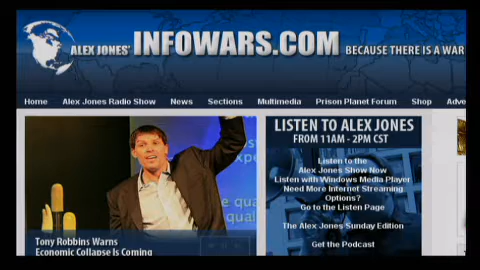 ALEX JONES' INFOWARS.COM BECAUSE THERE IS A WAR
Home Alex Jones Radio Show News Sections Multimedia Prison Planet Forum Shop Adve
LISTEN TO ALEX JONES
FROM 11AM - 2PM CST
Listen to the
Alex Jones Show Now
Listen with Windows Media Player
Need More Internet Streaming
Options?
Go to the Listen Page
The Alex Jones Sunday Edition
Get the Podcast
Tony Robbins Warns
Economic Collapse Is Coming